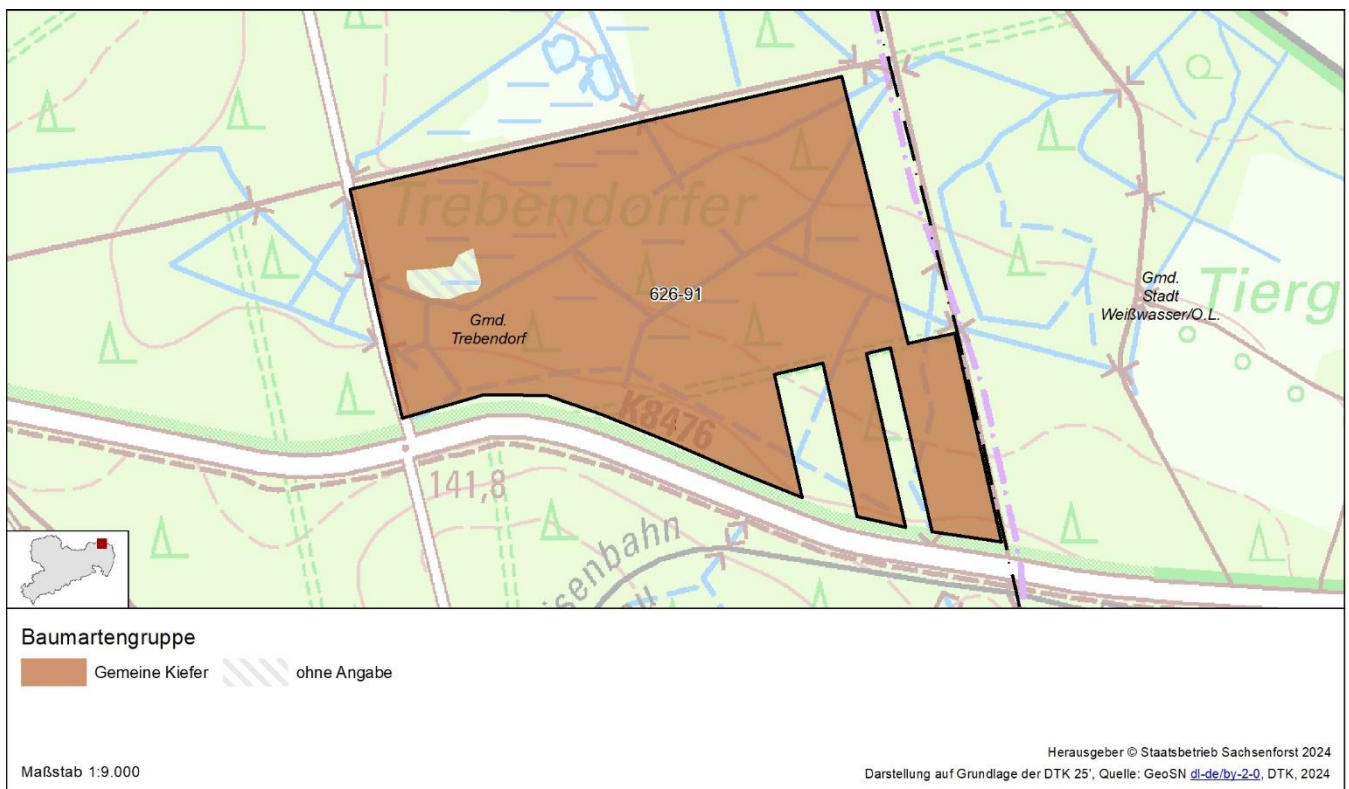 Trebendorfer
626-91
Gmd.
Trebendorf
Gmd.
Stadt
Weißwasser/O.L.
Tierg
K8476
141,8
isenbahn
Baumartengruppe
Gemeine Kiefer
ohne Angabe
Maßstab 1:9.000
Herausgeber © Staatsbetrieb Sachsenforst 2024
Darstellung auf Grundlage der DTK 25', Quelle: GeoSN dl-de/by-2-0, DTK, 2024